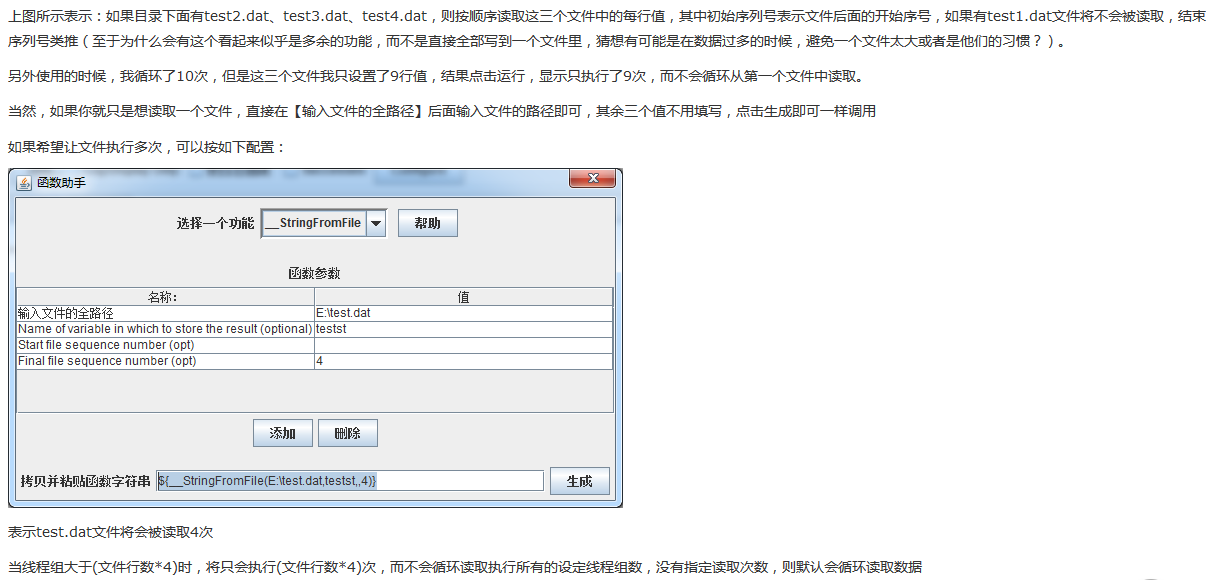 上图所示表示：如果目录下面有test2.dat、test3.dat、test4.dat，则按顺序读取这三个文件中的每行值，其中初始序列号表示文件后面的开始序号，如果有test1.dat文件将不会被读取，结束
序列号类推（至于为什么会有这个看起来似乎是多余的功能，而不是直接全部写到一个文件里，猜想有可能是在数据过多的时候，避免一个文件太大或者是他们的习惯？）。
另外使用的时候，我循环了10次，但是这三个文件我只设置了9行值，结果点击运行，显示只执行了9次，而不会循环从第一个文件中读取。
当然，如果你就只是想读取一个文件，直接在【输入文件的全路径】后面输入文件的路径即可，其余三个值不用填写，点击生成即可一样调用
如果希望让文件执行多次，可以按如下配置：
函数助手
选择一个功能 __StringFromFile 帮助
函数参数
名称： 值
输入文件的全路径 E:\test.dat
Name of variable in which to store the result (optional) testst
Start file sequence number (opt)
Final file sequence number (opt) 4
添加 删除
拷贝并粘贴函数字符串 ${__StringFromFile(E:\test.dat,testst,,4)} 生成
表示test.dat文件将会被读取4次
当线程组大于(文件行数*4)时，将只会执行(文件行数*4)次，而不会循环读取执行所有的设定线程组数，没有指定读取次数，则默认会循环读取数据